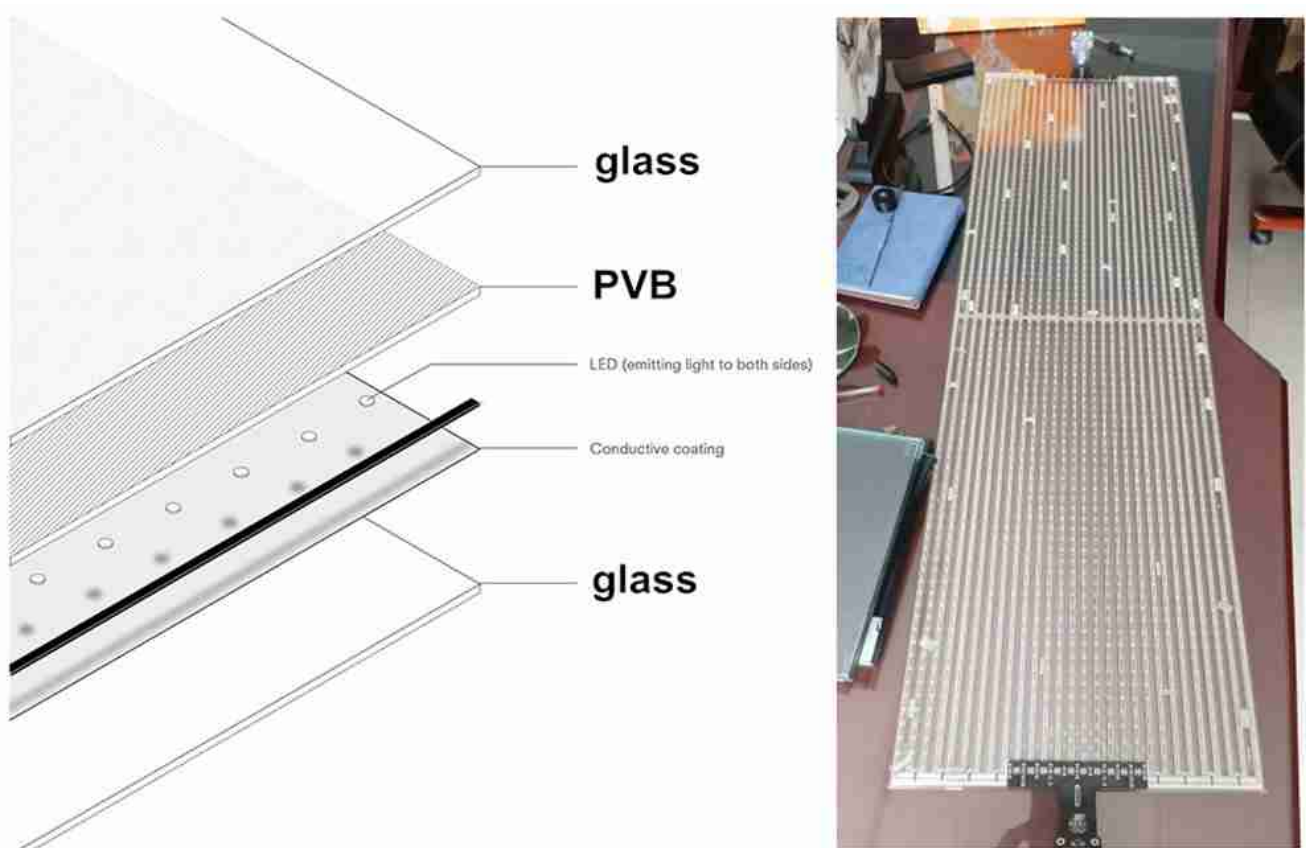 glass
PVB
LED (emitting light to both sides)
Conductive coating
glass